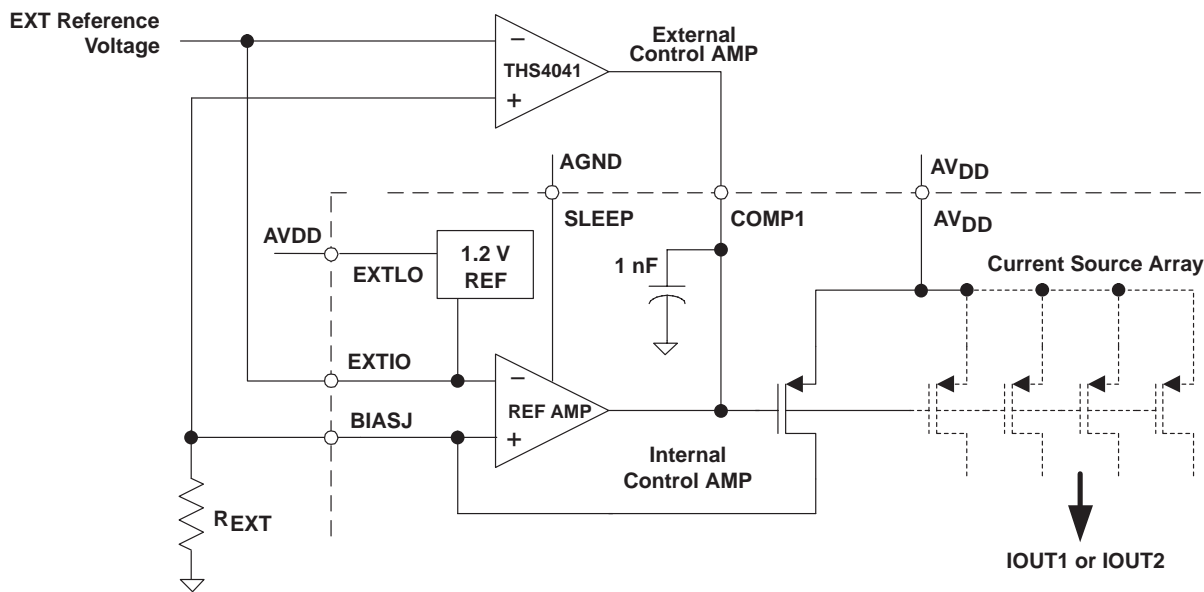 EXT Reference
Voltage
−
THS4041
+
External
Control AMP
AGND
AVDD
SLEEP
COMP1
AVDD
AVDD
EXTLO
1.2 V
REF
1 nF
Current Source Array
EXTIO
−
REF AMP
+
BIASJ
Internal
Control AMP
REXT
IOUT1 or IOUT2